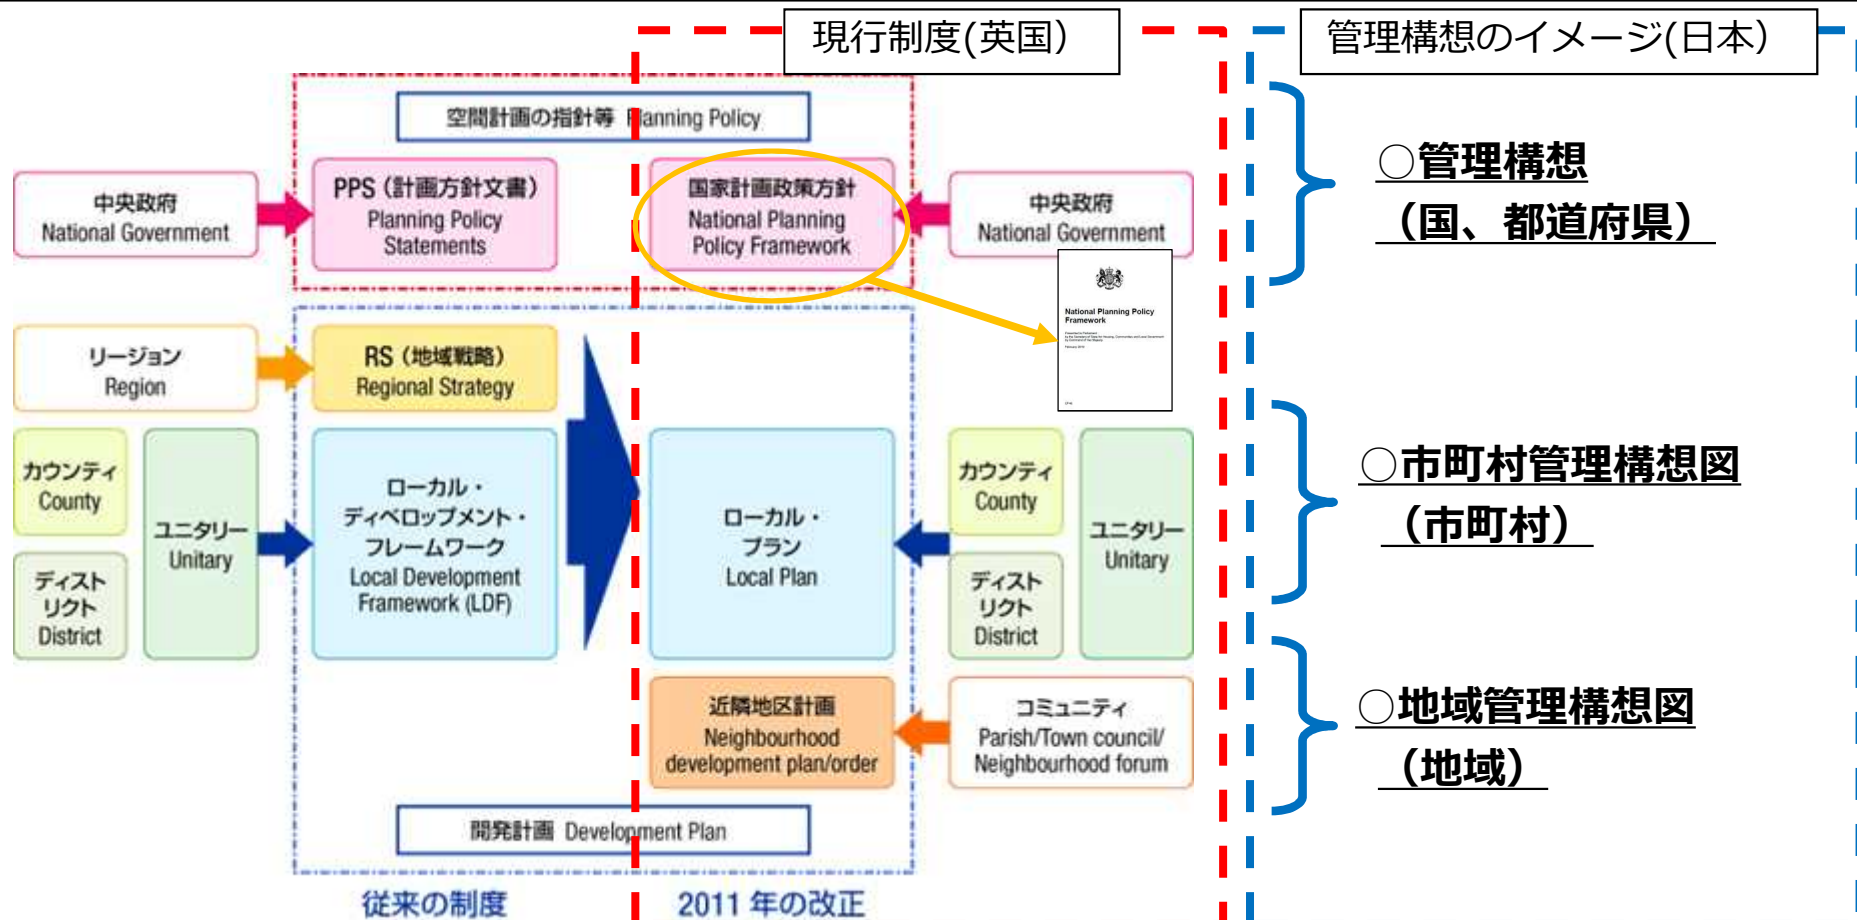 現行制度(英国）
管理構想のイメージ(日本）
空間計画の指針等 Planning Policy
中央政府
National Government
PPS（計画方針文書）
Planning Policy
Statements
国家計画政策方針
National Planning
Policy Framework
中央政府
National Government
National Planning Policy
Framework
リージョン
Region
RS（地域戦略）
Regional Strategy
カウンティ
County
ディスト
リクト
District
ユニタリー
Unitary
ローカル・
ディベロップメント・
フレームワーク
Local Development
Framework (LDF)
ローカル・
プラン
Local Plan
カウンティ
County
ディスト
リクト
District
ユニタリー
Unitary
近隣地区計画
Neighbourhood
development plan/order
コミュニティ
Parish/Town council/
Neighbourhood forum
開発計画 Development Plan
従来の制度
2011 年の改正
○管理構想
（国、都道府県）
○市町村管理構想図
（市町村）
○地域管理構想図
（地域）